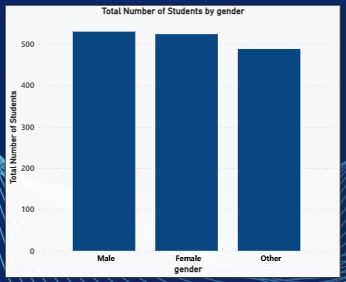 Total Number of Students by gender
Total Number of Students
500
400
300
200
100
0
Male Female Other
gender